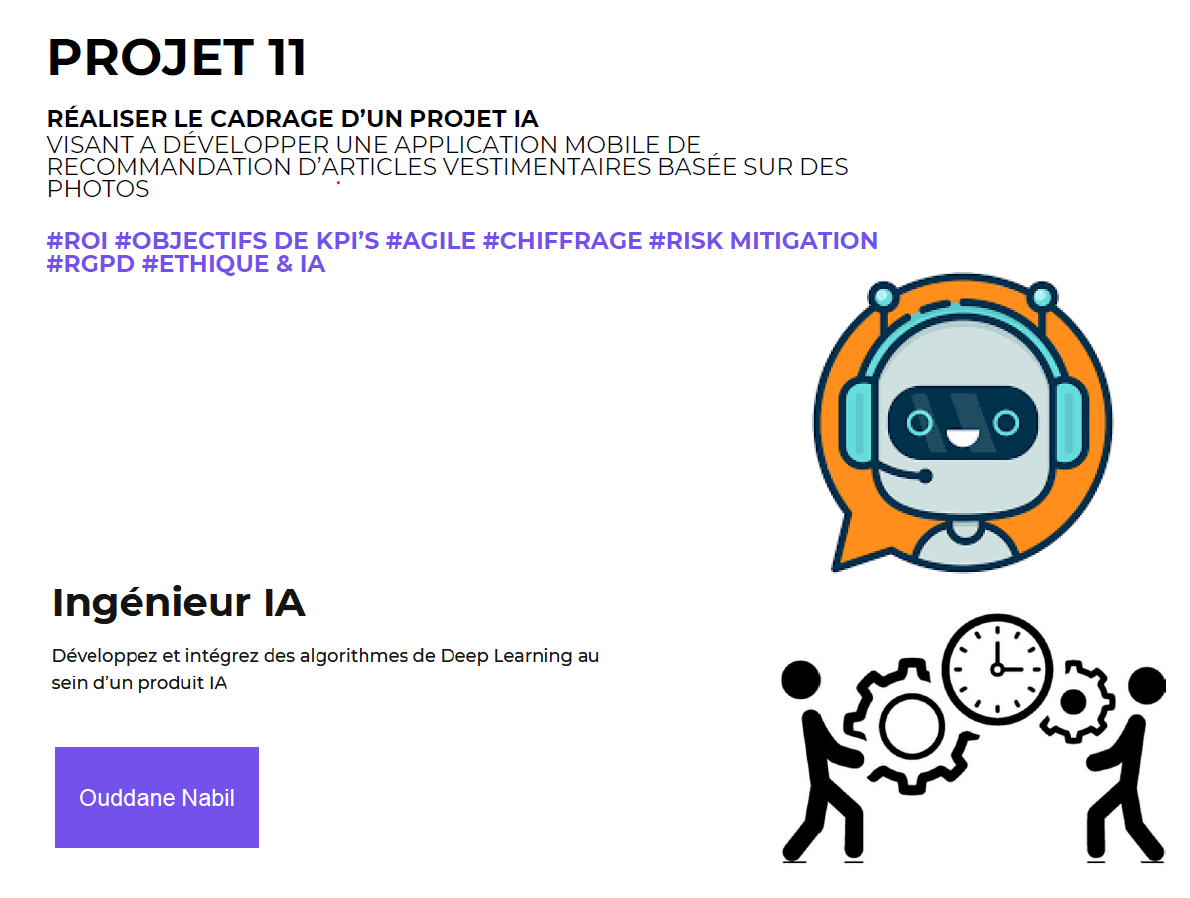 PROJET 11
RÉALISER LE CADRAGE D’UN PROJET IA
VISANT A DÉVELOPPER UNE APPLICATION MOBILE DE
RECOMMANDATION D’ARTICLES VESTIMENTAIRES BASÉE SUR DES
PHOTOS
#ROI #OBJECTIFS DE KPI’S #AGILE #CHIFFRAGE #RISK MITIGATION
#RGPD #ETHIQUE & IA
Ingénieur IA
Développez et intégrez des algorithmes de Deep Learning au
sein d’un produit IA
Ouddane Nabil